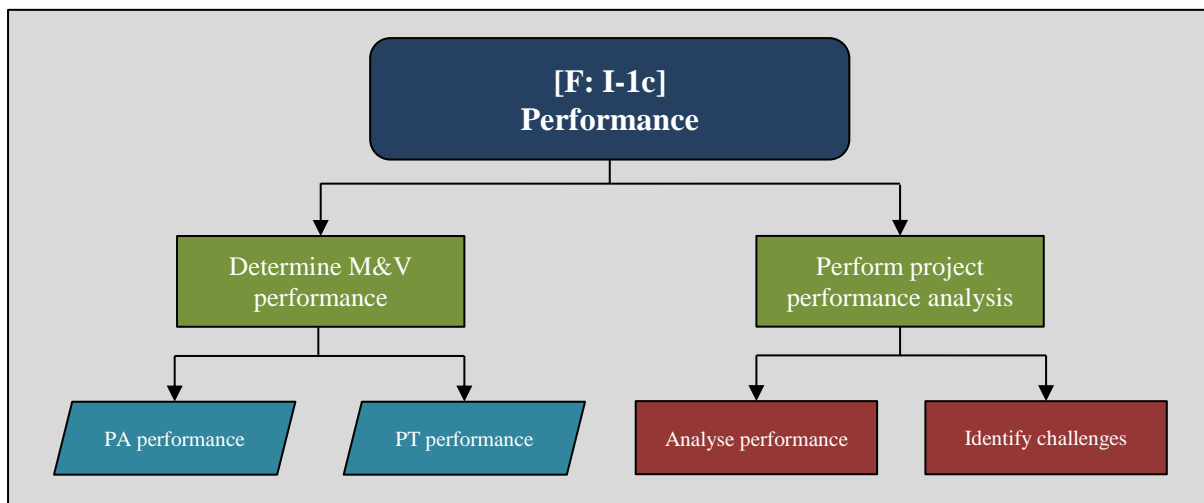 [F: I-1c]
Performance
Determine M&V
performance
Perform project
performance analysis
PA performance
PT performance
Analyse performance
Identify challenges